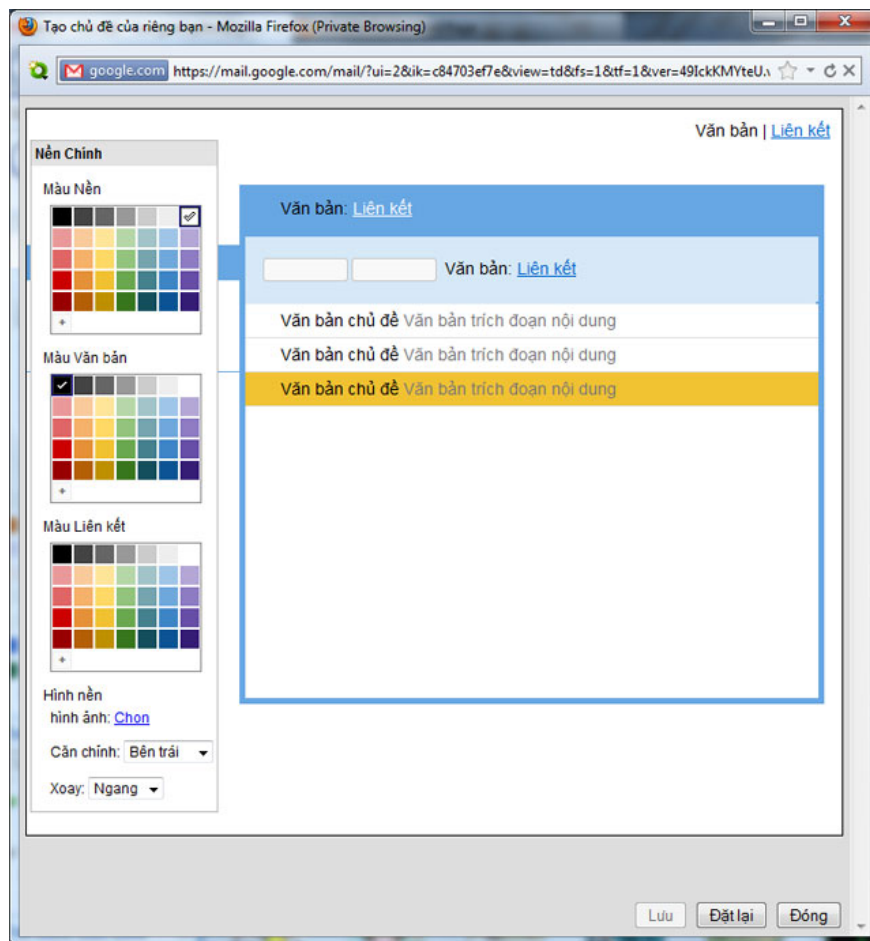 Tạo chủ đề của riêng bạn - Mozilla Firefox (Private Browsing)
google.com https://mail.google.com/mail/?ui=2&ik=c84703ef7e&view=td&fs=1&tf=1&ver=49IckKMYteU.v
Văn bản | Liên kết
Nền Chính
Màu Nền
Văn bản: Liên kết
Văn bản: Liên kết
Văn bản chủ đề Văn bản trích đoạn nội dung
Văn bản chủ đề Văn bản trích đoạn nội dung
Văn bản chủ đề Văn bản trích đoạn nội dung
+
Màu Văn bản
+
Màu Liên kết
+
Hình nền
hình ảnh: Chọn
Căn chỉnh: Bên trái
Xoay: Ngang
Lưu Đặt lại Đóng